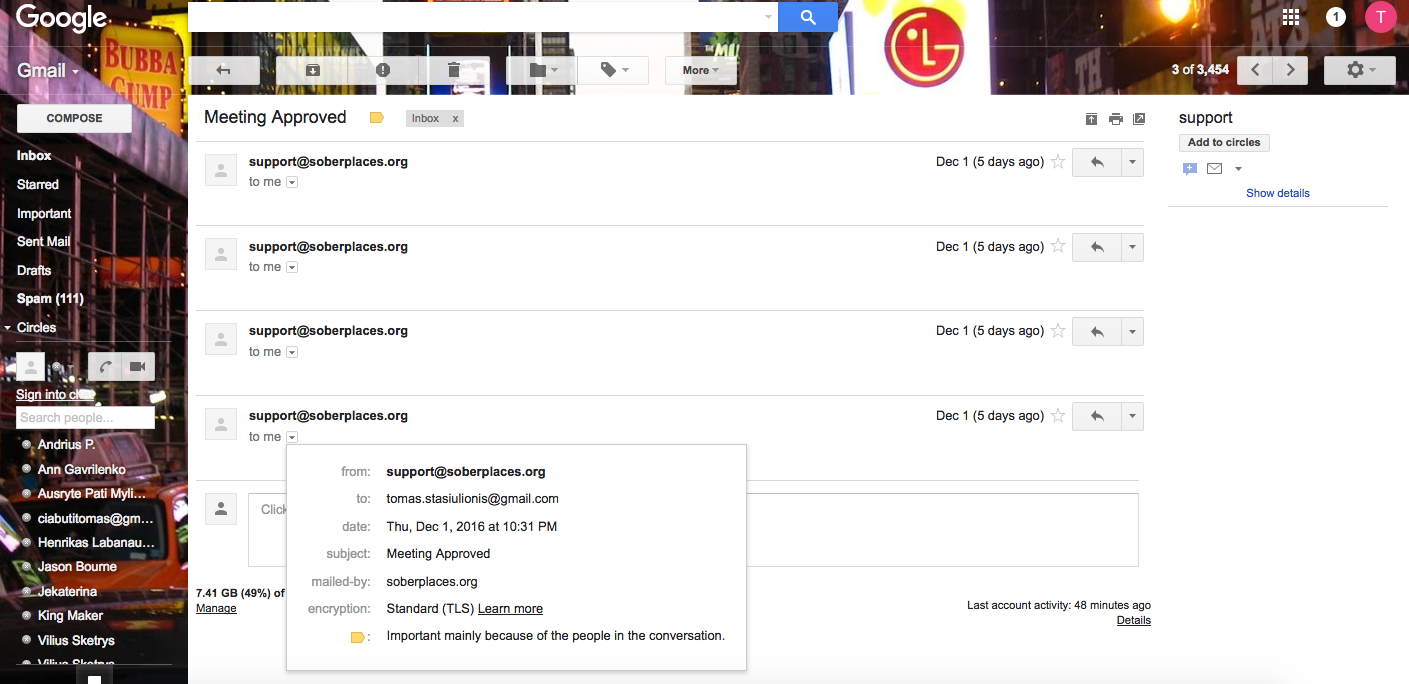 Google
1
T
BUBBA
GUMP
LG
TH
Gmail
More
3 of 3,454
COMPOSE
Meeting Approved
Inbox x
support
Add to circles
Show details
Inbox
Starred
Important
Sent Mail
Drafts
Spam (111)
Circles
Sign into
Search people...
Andrius P.
Ann Gavrilenko
Ausryte Pati Myli...
ciabutitomas@gm...
Henrikas Labanau...
Jason Bourne
Jekaterina
King Maker
Vilius Sketrys
Vilius Sketrys
support@soberplaces.org
Dec 1 (5 days ago)
to me
support@soberplaces.org
Dec 1 (5 days ago)
to me
support@soberplaces.org
Dec 1 (5 days ago)
to me
support@soberplaces.org
Dec 1 (5 days ago)
to me
from: support@soberplaces.org
to: tomas.stasiulionis@gmail.com
date: Thu, Dec 1, 2016 at 10:31 PM
subject: Meeting Approved
mailed-by: soberplaces.org
encryption: Standard (TLS) Learn more
: Important mainly because of the people in the conversation.
Click
7.41 GB (49%) of
Manage
Last account activity: 48 minutes ago
Details